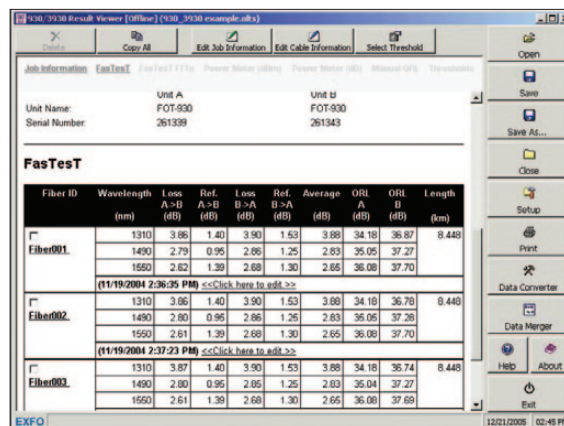 930/3930 Result Viewer [Offline] (930_3930 example.olts)
Delete Copy All Edit Job Information Edit Cable Information Select Threshold
Job Information FasTesT FasTesT FTTx Power Meter (dBm) Power Meter (dB) Manual ORL Thresholds
Unit A Unit B
Unit Name: FOT-930 FOT-930
Serial Number: 261339 261343
FasTesT
Fiber ID Wavelength Loss Ref. Loss Ref. Average ORL ORL Length
A->B A->B B->A B->A A B
(nm) (dB) (dB) (dB) (dB) (dB) (dB) (dB) (km)
1310 3.86 1.40 3.90 1.53 3.88 34.18 36.78 8.448
Fiber001 1490 2.79 0.95 2.86 1.25 2.83 35.05 37.27
1550 2.62 1.39 2.68 1.30 2.65 36.08 37.70
(11/19/2004 2:36:35 PM) <<Click here to edit.>>
1310 3.86 1.40 3.90 1.53 3.88 34.18 36.76 8.448
Fiber002 1490 2.80 0.95 2.86 1.25 2.83 35.05 37.28
1550 2.61 1.39 2.68 1.30 2.65 36.08 37.70
(11/19/2004 2:37:23 PM) <<Click here to edit.>>
1310 3.87 1.40 3.90 1.53 3.88 34.18 36.74 8.448
Fiber003 1490 2.80 0.95 2.85 1.25 2.83 35.04 37.27
1550 2.61 1.39 2.68 1.30 2.65 36.08 37.69
Open
Save
Save As...
Close
Setup
Print
Data Converter
Data Merger
Help About
Exit
EXFO 12/21/2005 02:45 PM